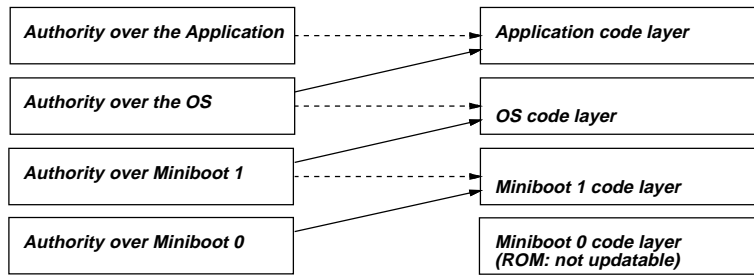 Authority over the Application
Application code layer
Authority over the OS
OS code layer
Authority over Miniboot 1
Miniboot 1 code layer
Authority over Miniboot 0
Miniboot 0 code layer
(ROM: not updatable)